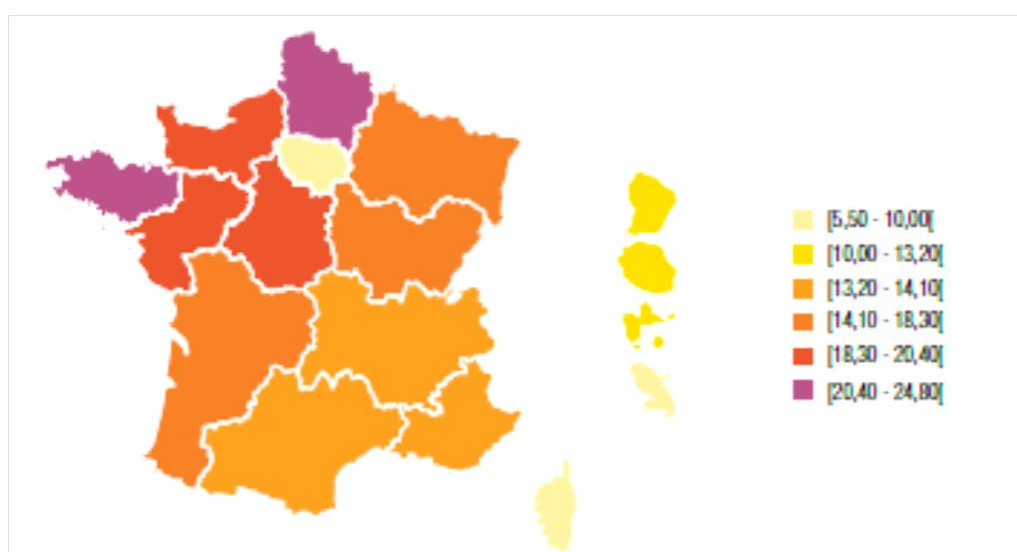 [5,50 - 10,00[
[10,00 - 13,20[
[13,20 - 14,10[
[14,10 - 18,30[
[18,30 - 20,40[
[20,40 - 24,80[